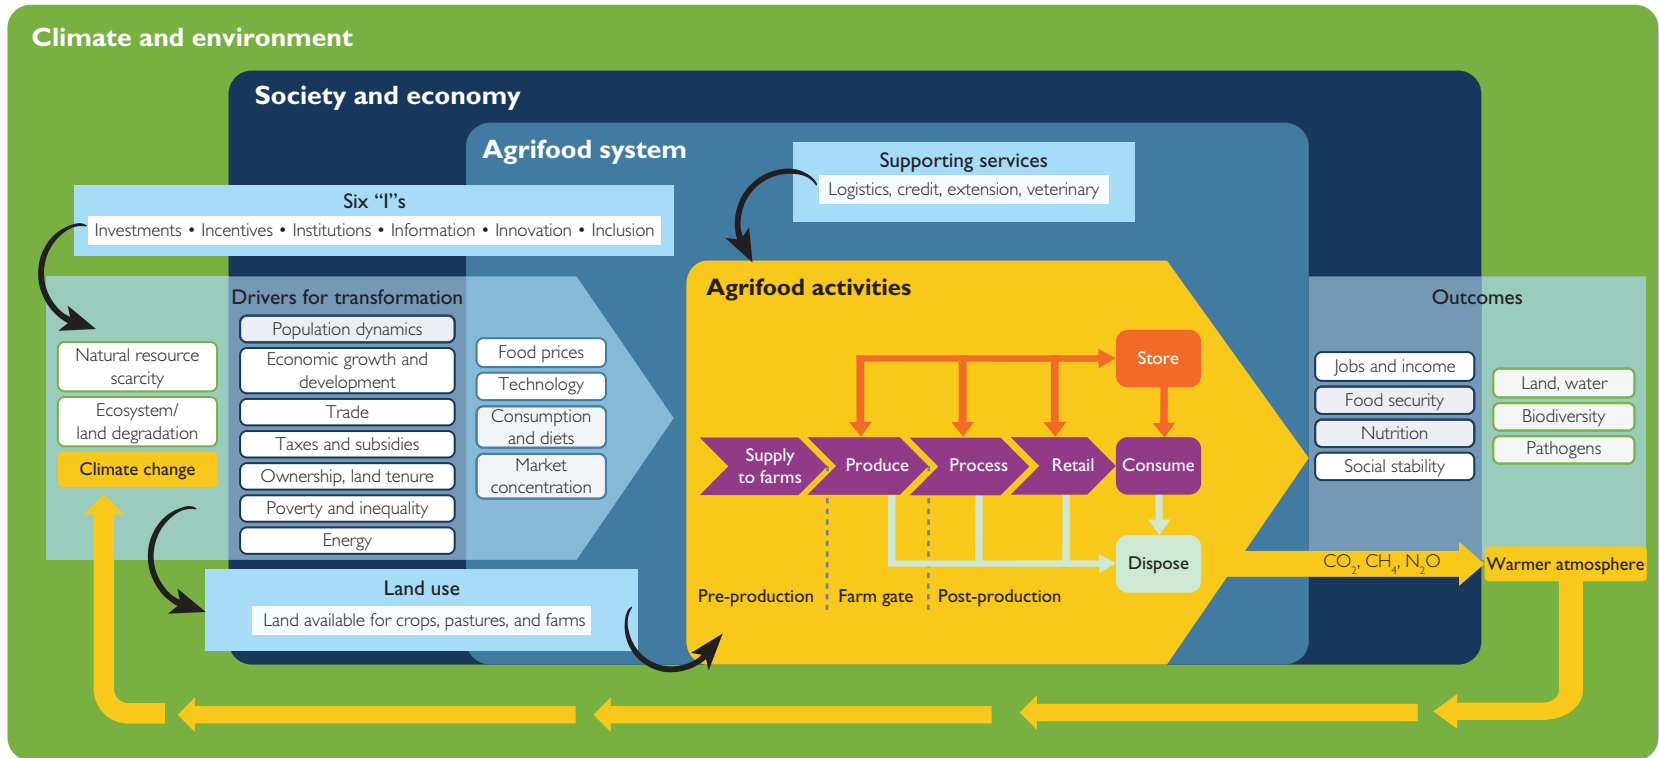 Climate and environment
Society and economy
Agrifood system
Supporting services
Logistics, credit, extension, veterinary
Six “I”s
Investments • Incentives • Institutions • Information • Innovation • Inclusion
Drivers for transformation
Natural resource
scarcity
Ecosystem/
land degradation
Climate change
Population dynamics
Economic growth and
development
Trade
Taxes and subsidies
Ownership, land tenure
Poverty and inequality
Energy
Food prices
Technology
Consumption
and diets
Market
concentration
Land use
Land available for crops, pastures, and farms
Agrifood activities
Store
Supply
to farms
Produce
Process
Retail
Consume
Dispose
Pre-production
Farm gate
Post-production
Outcomes
Jobs and income
Food security
Nutrition
Social stability
Land, water
Biodiversity
Pathogens
CO₂, CH₄, N₂O
Warmer atmosphere